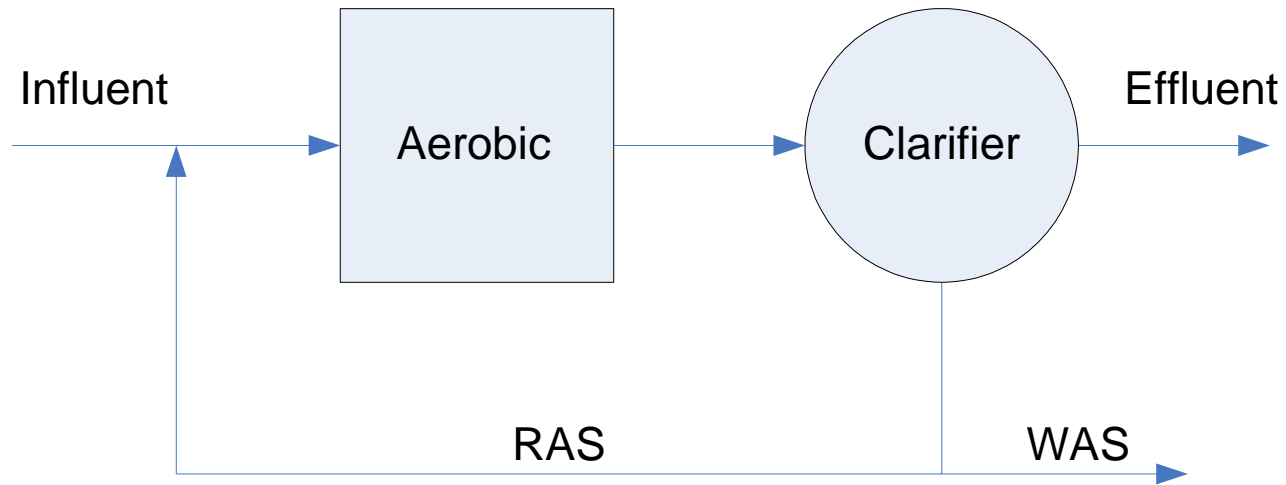 Influent
Effluent
Aerobic
Clarifier
RAS
WAS